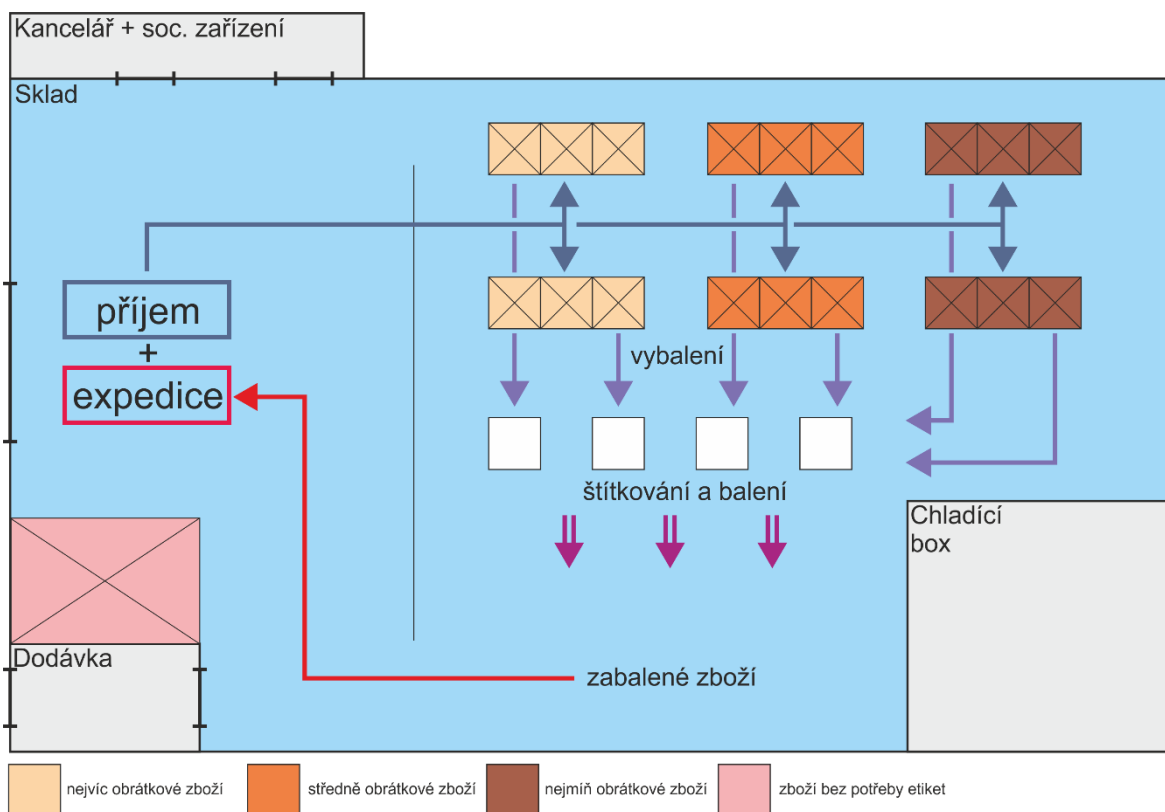 Kancelář + soc. zařízení
Sklad
příjem
+
expedice
vybalení
štítkování a balení
Chladící
box
Dodávka
zabalené zboží
nejvíc obrátkové zboží
středně obrátkové zboží
nejmíň obrátkové zboží
zboží bez potřeby etiket